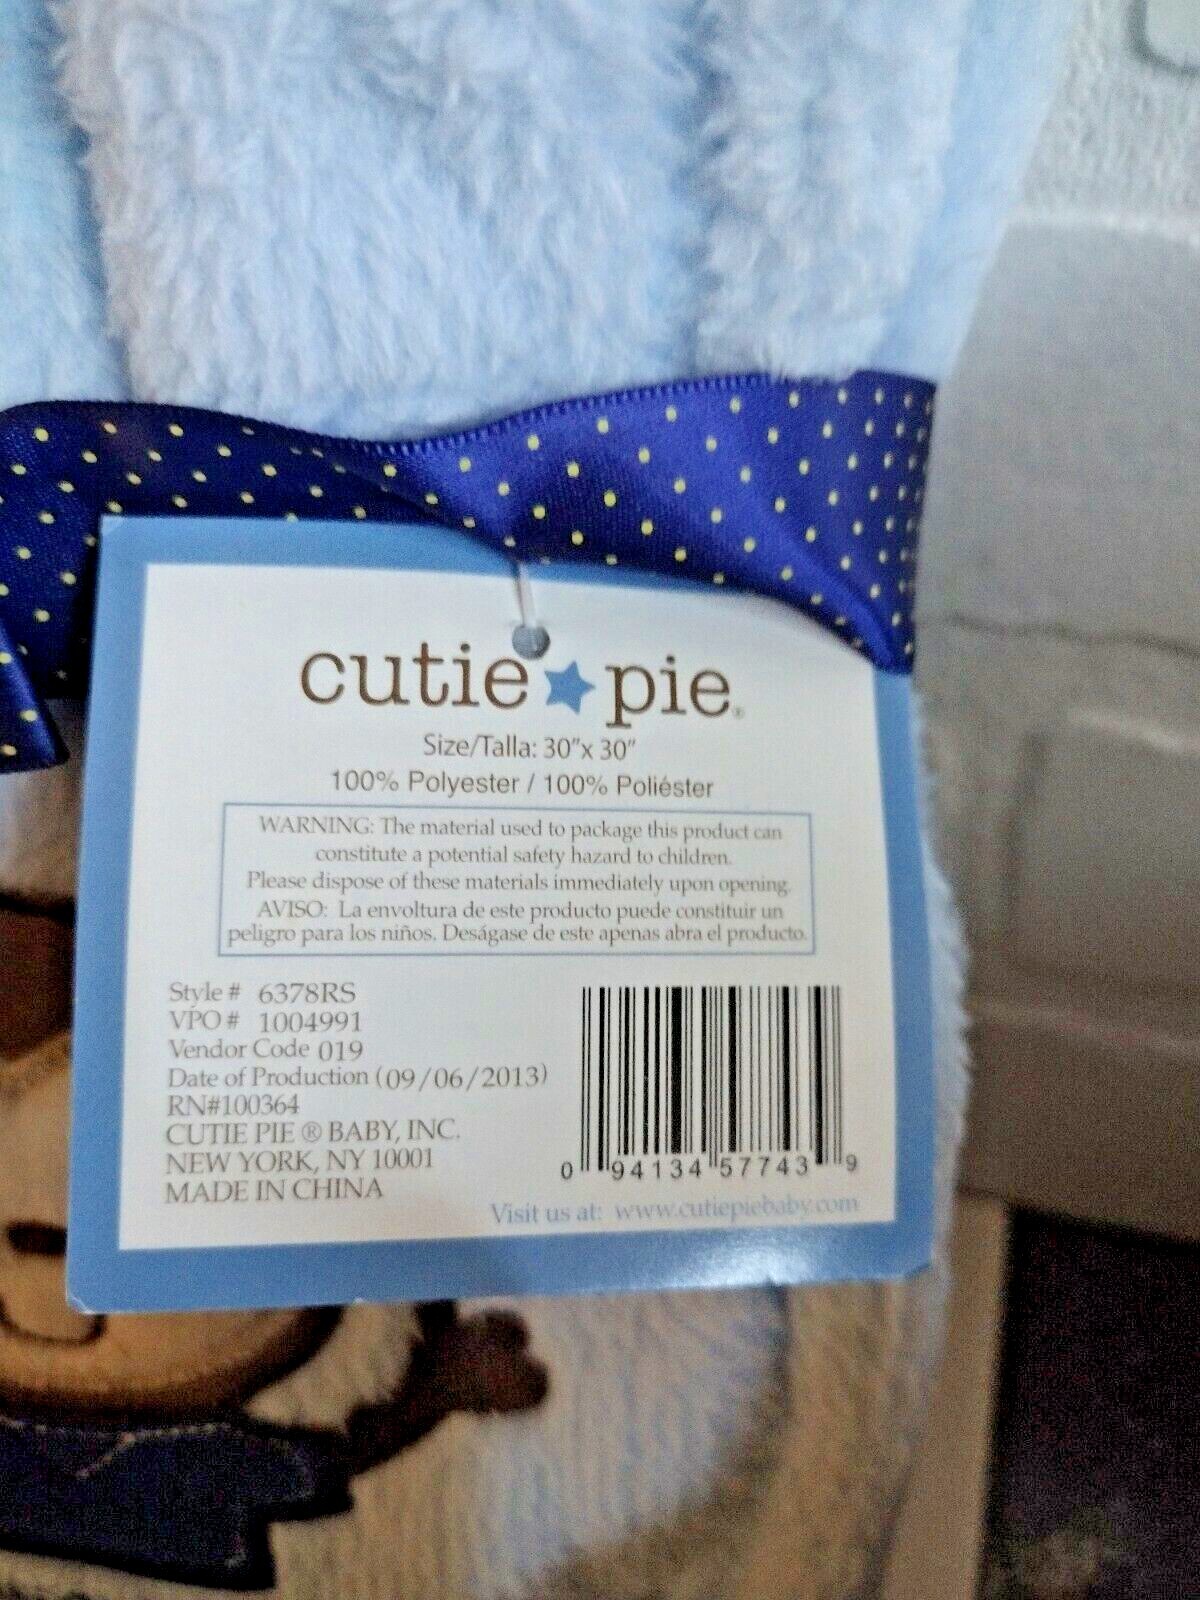 cutie pie®
Size/Talla: 30"x 30"
100% Polyester / 100% Poliéster
WARNING: The material used to package this product can
constitute a potential safety hazard to children.
Please dispose of these materials immediately upon opening.
AVISO: La envoltura de este producto puede constituir un
peligro para los niños. Deságase de este apenas abra el producto.
Style # 6378RS
VPO # 1004991
Vendor Code 019
Date of Production (09/06/2013)
RN#100364
CUTIE PIE ® BABY, INC.
NEW YORK, NY 10001
MADE IN CHINA
0 94134 57743 9
Visit us at: www.cutiepiebaby.com